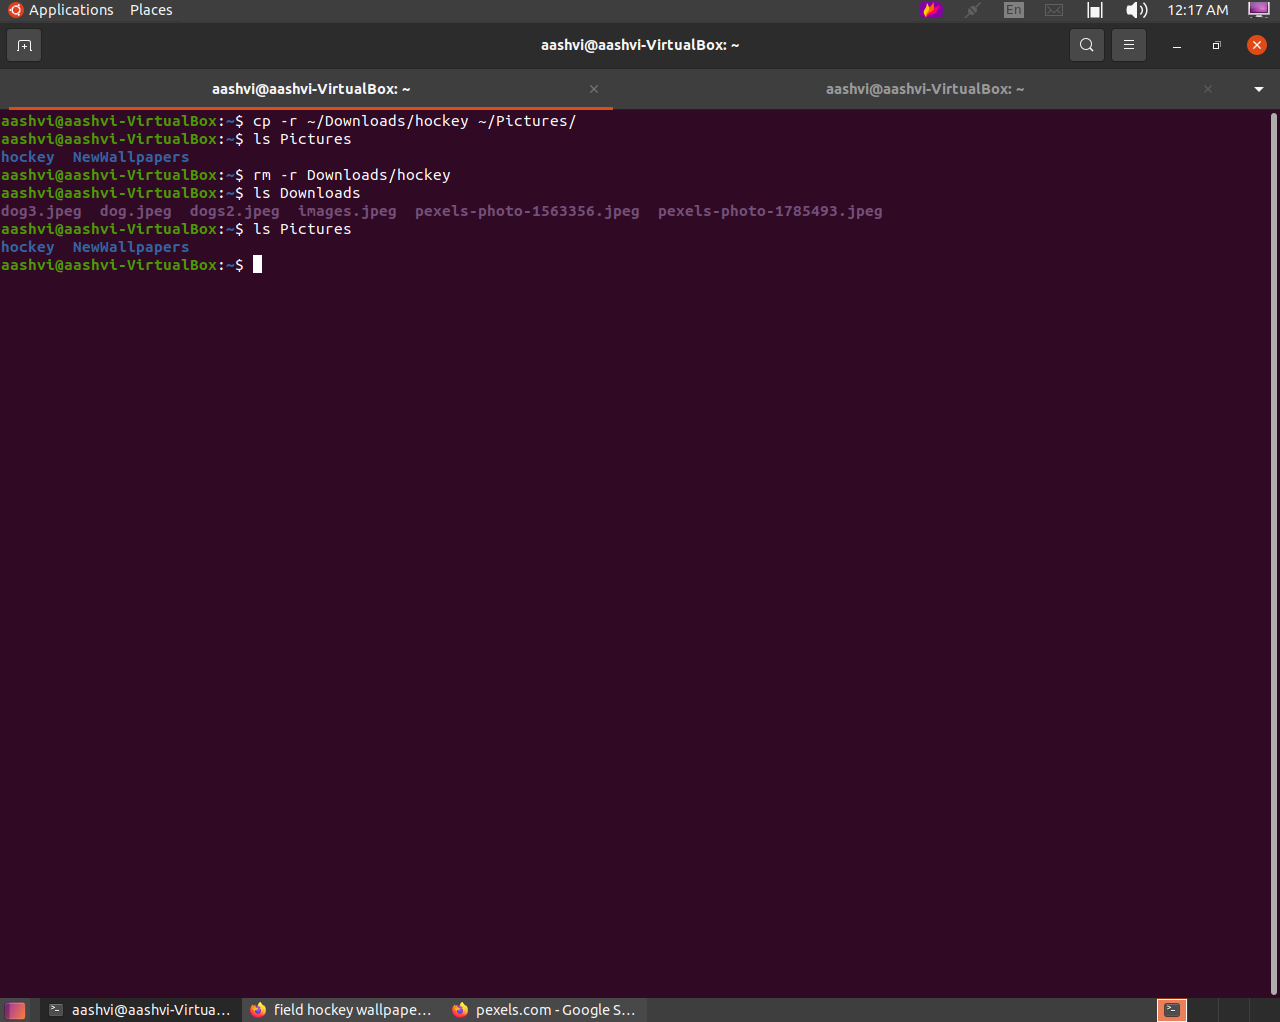 Applications Places En 12:17 AM
aashvi@aashvi-VirtualBox: ~
aashvi@aashvi-VirtualBox: ~ aashvi@aashvi-VirtualBox: ~
aashvi@aashvi-VirtualBox:~$ cp -r ~/Downloads/hockey ~/Pictures/
aashvi@aashvi-VirtualBox:~$ ls Pictures
hockey  NewWallpapers
aashvi@aashvi-VirtualBox:~$ rm -r Downloads/hockey
aashvi@aashvi-VirtualBox:~$ ls Downloads
dog3.jpeg  dog.jpeg  dogs2.jpeg  images.jpeg  pexels-photo-1563356.jpeg  pexels-photo-1785493.jpeg
aashvi@aashvi-VirtualBox:~$ ls Pictures
hockey  NewWallpapers
aashvi@aashvi-VirtualBox:~$
aashvi@aashvi-Virtua... field hockey wallpape... pexels.com - Google S...